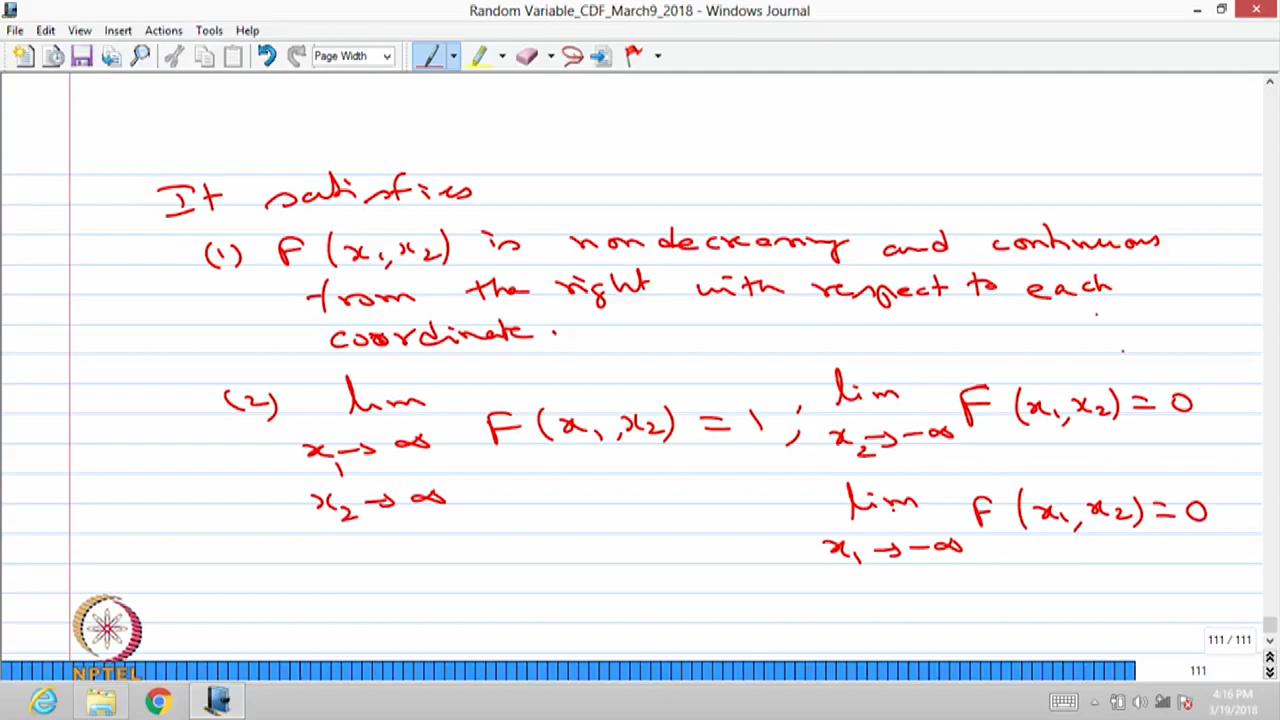 Random Variable_CDF_March9_2018 - Windows Journal
File Edit View Insert Actions Tools Help
Page Width
It satisfies
(1) F (x₁,x₂) is nondecreasing and continuous
from the right with respect to each
coordinate.
(2) lim x₁→∞ x₂→∞ F (x₁,x₂) = 1 ; lim x₂→-∞ F (x₁,x₂) = 0
lim x₁→-∞ F (x₁,x₂) = 0
111 / 111
NPTEL
111
4:16 PM
3/19/2018